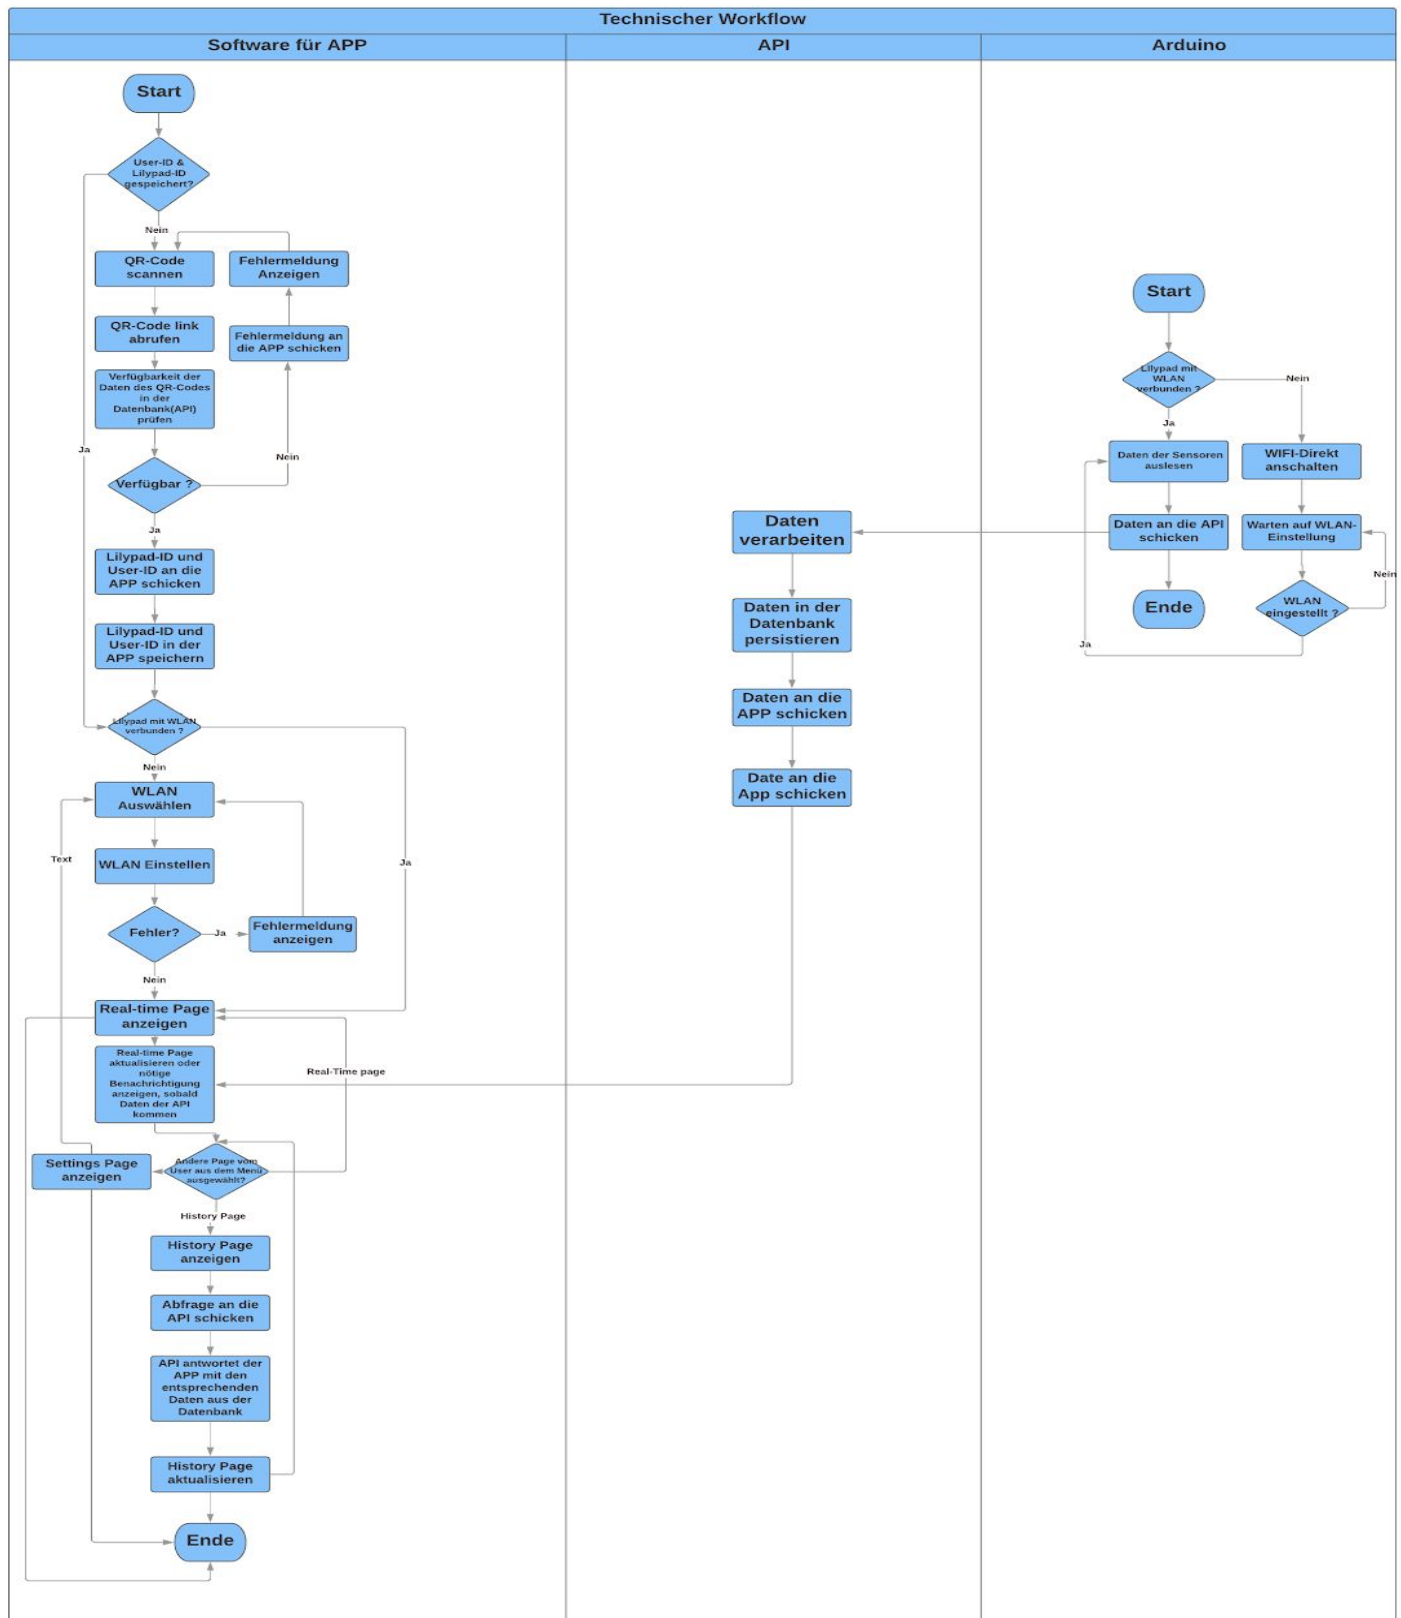 Technischer Workflow
Software für APP
API
Arduino
Start
User-ID &
Lilypad-ID
gespeichert?
Nein
QR-Code
scannen
Fehlermeldung
Anzeigen
QR-Code link
abrufen
Fehlermeldung an
die APP schicken
Verfügbarkeit der
Daten des QR-Codes
in der
Datenbank(API)
prüfen
Ja
Nein
Verfügbar ?
Ja
Lilypad-ID und
User-ID an die
APP schicken
Lilypad-ID und
User-ID in der
APP speichern
Lilypad mit WLAN
verbunden ?
Nein
WLAN
Auswählen
Text
WLAN Einstellen
Ja
Fehler?
Ja
Fehlermeldung
anzeigen
Nein
Real-time Page
anzeigen
Real-time Page
aktualisieren oder
nötige
Benachrichtigung
anzeigen, sobald
Daten der API
kommen
Real-Time page
Settings Page
anzeigen
Andere Page vom
User aus dem Menü
ausgewählt?
History Page
History Page
anzeigen
Abfrage an die
API schicken
API antwortet der
APP mit den
entsprechenden
Daten aus der
Datenbank
History Page
aktualisieren
Ende
Daten
verarbeiten
Daten in der
Datenbank
persistieren
Daten an die
APP schicken
Date an die
App schicken
Start
Lilypad mit
WLAN
verbunden ?
Nein
Ja
Daten der Sensoren
auslesen
WIFI-Direkt
anschalten
Daten an die API
schicken
Warten auf WLAN-
Einstellung
Nein
Ende
WLAN
eingestellt ?
Ja